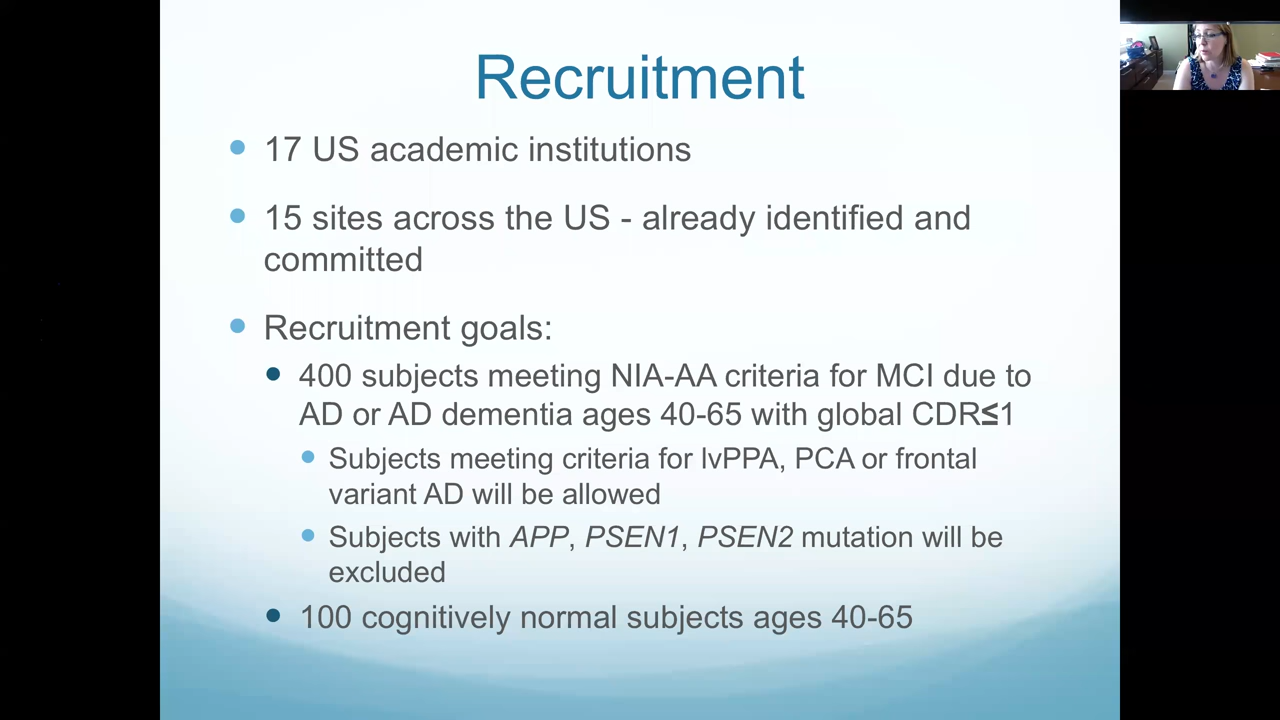 Recruitment
• 17 US academic institutions
• 15 sites across the US - already identified and
committed
• Recruitment goals:
• 400 subjects meeting NIA-AA criteria for MCI due to
AD or AD dementia ages 40-65 with global CDR≤1
• Subjects meeting criteria for lvPPA, PCA or frontal
variant AD will be allowed
• Subjects with APP, PSEN1, PSEN2 mutation will be
excluded
• 100 cognitively normal subjects ages 40-65